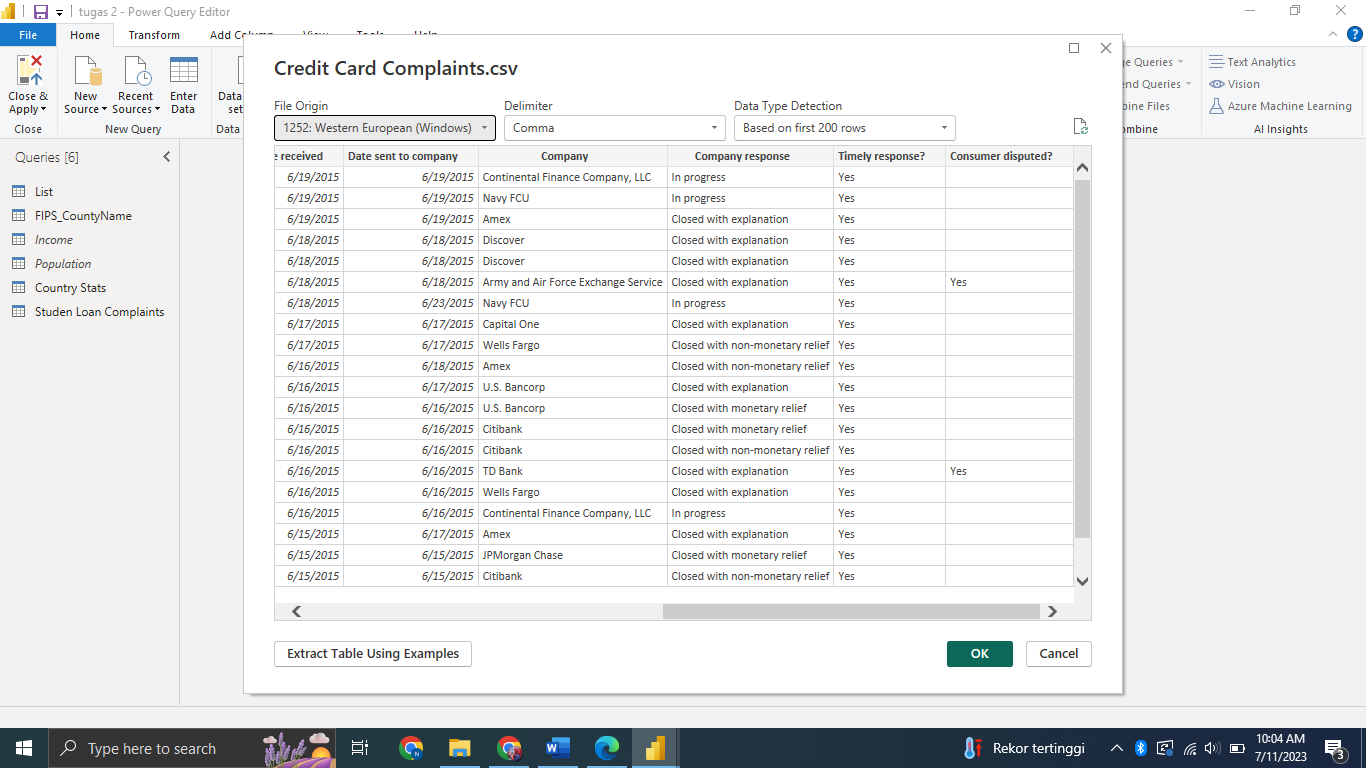 tugas 2 - Power Query Editor
File Home Transform Add Column View Tools Help
Close & Apply
New Source
Recent Sources
Enter Data
Data
set
Close
New Query
Data
ge Queries
end Queries
bine Files
ombine
Text Analytics
Vision
Azure Machine Learning
AI Insights
Queries [6]
List
FIPS_CountyName
Income
Population
Country Stats
Studen Loan Complaints
Credit Card Complaints.csv
File Origin Delimiter Data Type Detection
1252: Western European (Windows) Comma Based on first 200 rows
e received Date sent to company Company Company response Timely response? Consumer disputed?
6/19/2015 6/19/2015 Continental Finance Company, LLC In progress Yes
6/19/2015 6/19/2015 Navy FCU In progress Yes
6/19/2015 6/19/2015 Amex Closed with explanation Yes
6/18/2015 6/18/2015 Discover Closed with explanation Yes
6/18/2015 6/18/2015 Discover Closed with explanation Yes
6/18/2015 6/18/2015 Army and Air Force Exchange Service Closed with explanation Yes Yes
6/18/2015 6/23/2015 Navy FCU In progress Yes
6/17/2015 6/17/2015 Capital One Closed with explanation Yes
6/17/2015 6/17/2015 Wells Fargo Closed with non-monetary relief Yes
6/16/2015 6/18/2015 Amex Closed with non-monetary relief Yes
6/16/2015 6/17/2015 U.S. Bancorp Closed with explanation Yes
6/16/2015 6/16/2015 U.S. Bancorp Closed with monetary relief Yes
6/16/2015 6/16/2015 Citibank Closed with monetary relief Yes
6/16/2015 6/16/2015 Citibank Closed with non-monetary relief Yes
6/16/2015 6/16/2015 TD Bank Closed with explanation Yes Yes
6/16/2015 6/16/2015 Wells Fargo Closed with explanation Yes
6/16/2015 6/16/2015 Continental Finance Company, LLC In progress Yes
6/15/2015 6/17/2015 Amex Closed with explanation Yes
6/15/2015 6/15/2015 JPMorgan Chase Closed with monetary relief Yes
6/15/2015 6/15/2015 Citibank Closed with non-monetary relief Yes
Extract Table Using Examples OK Cancel
Type here to search
Rekor tertinggi
10:04 AM
7/11/2023
3